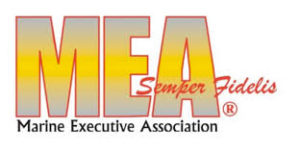 MEA
Semper Fidelis
®
Marine Executive Association